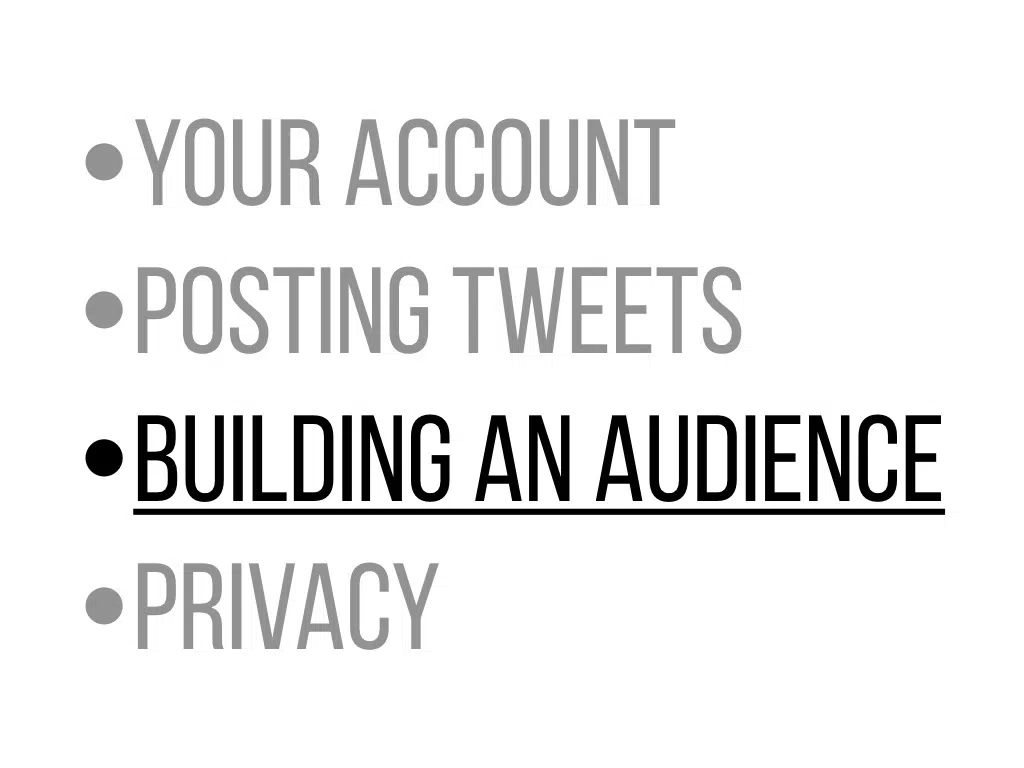 • YOUR ACCOUNT
• POSTING TWEETS
• BUILDING AN AUDIENCE
• PRIVACY